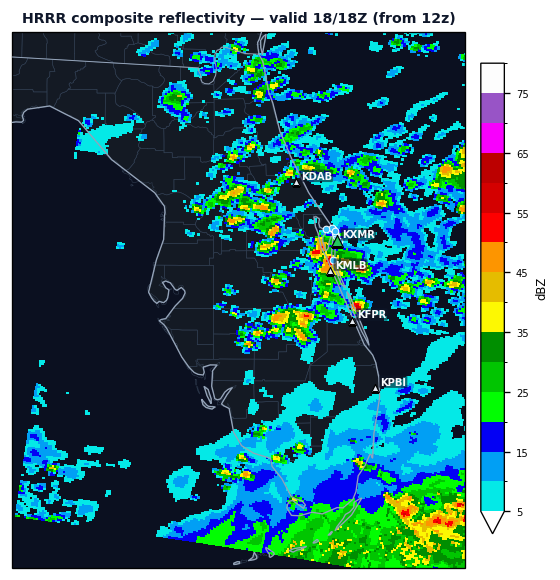 HRRR composite reflectivity — valid 18/18Z (from 12z)
KDAB
KXMR
KMLB
KFPR
KPBI
75
65
55
45
35
25
15
5
dBZ